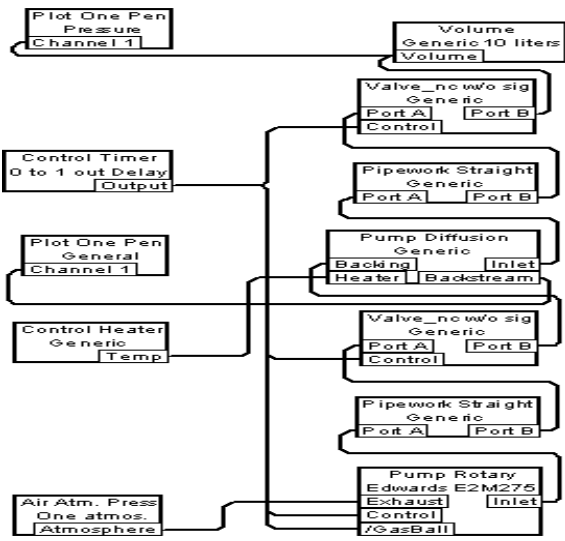 Plot One Pen
Pressure
Channel 1
Volume
Generic 10 liters
Volume
Valve_nc w/o sig
Generic
Port A Port B
Control
Control Timer
0 to 1 out Delay
Output
Pipework Straight
Generic
Port A Port B
Plot One Pen
General
Channel 1
Pump Diffusion
Generic
Backing Inlet
Heater Backstream
Control Heater
Generic
Temp
Valve_nc w/o sig
Generic
Port A Port B
Control
Pipework Straight
Generic
Port A Port B
Air Atm. Press
One atmos.
Atmosphere
Pump Rotary
Edwards E2M275
Exhaust Inlet
Control
/GasBall